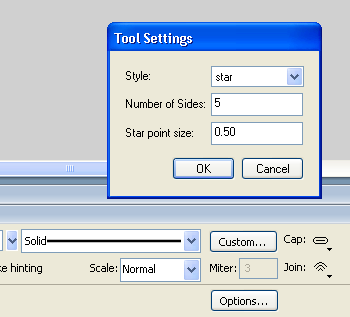 Tool Settings
Style: star
Number of Sides: 5
Star point size: 0.50
OK Cancel
Solid Custom... Cap:
ke hinting Scale: Normal Miter: 3 Join:
Options...